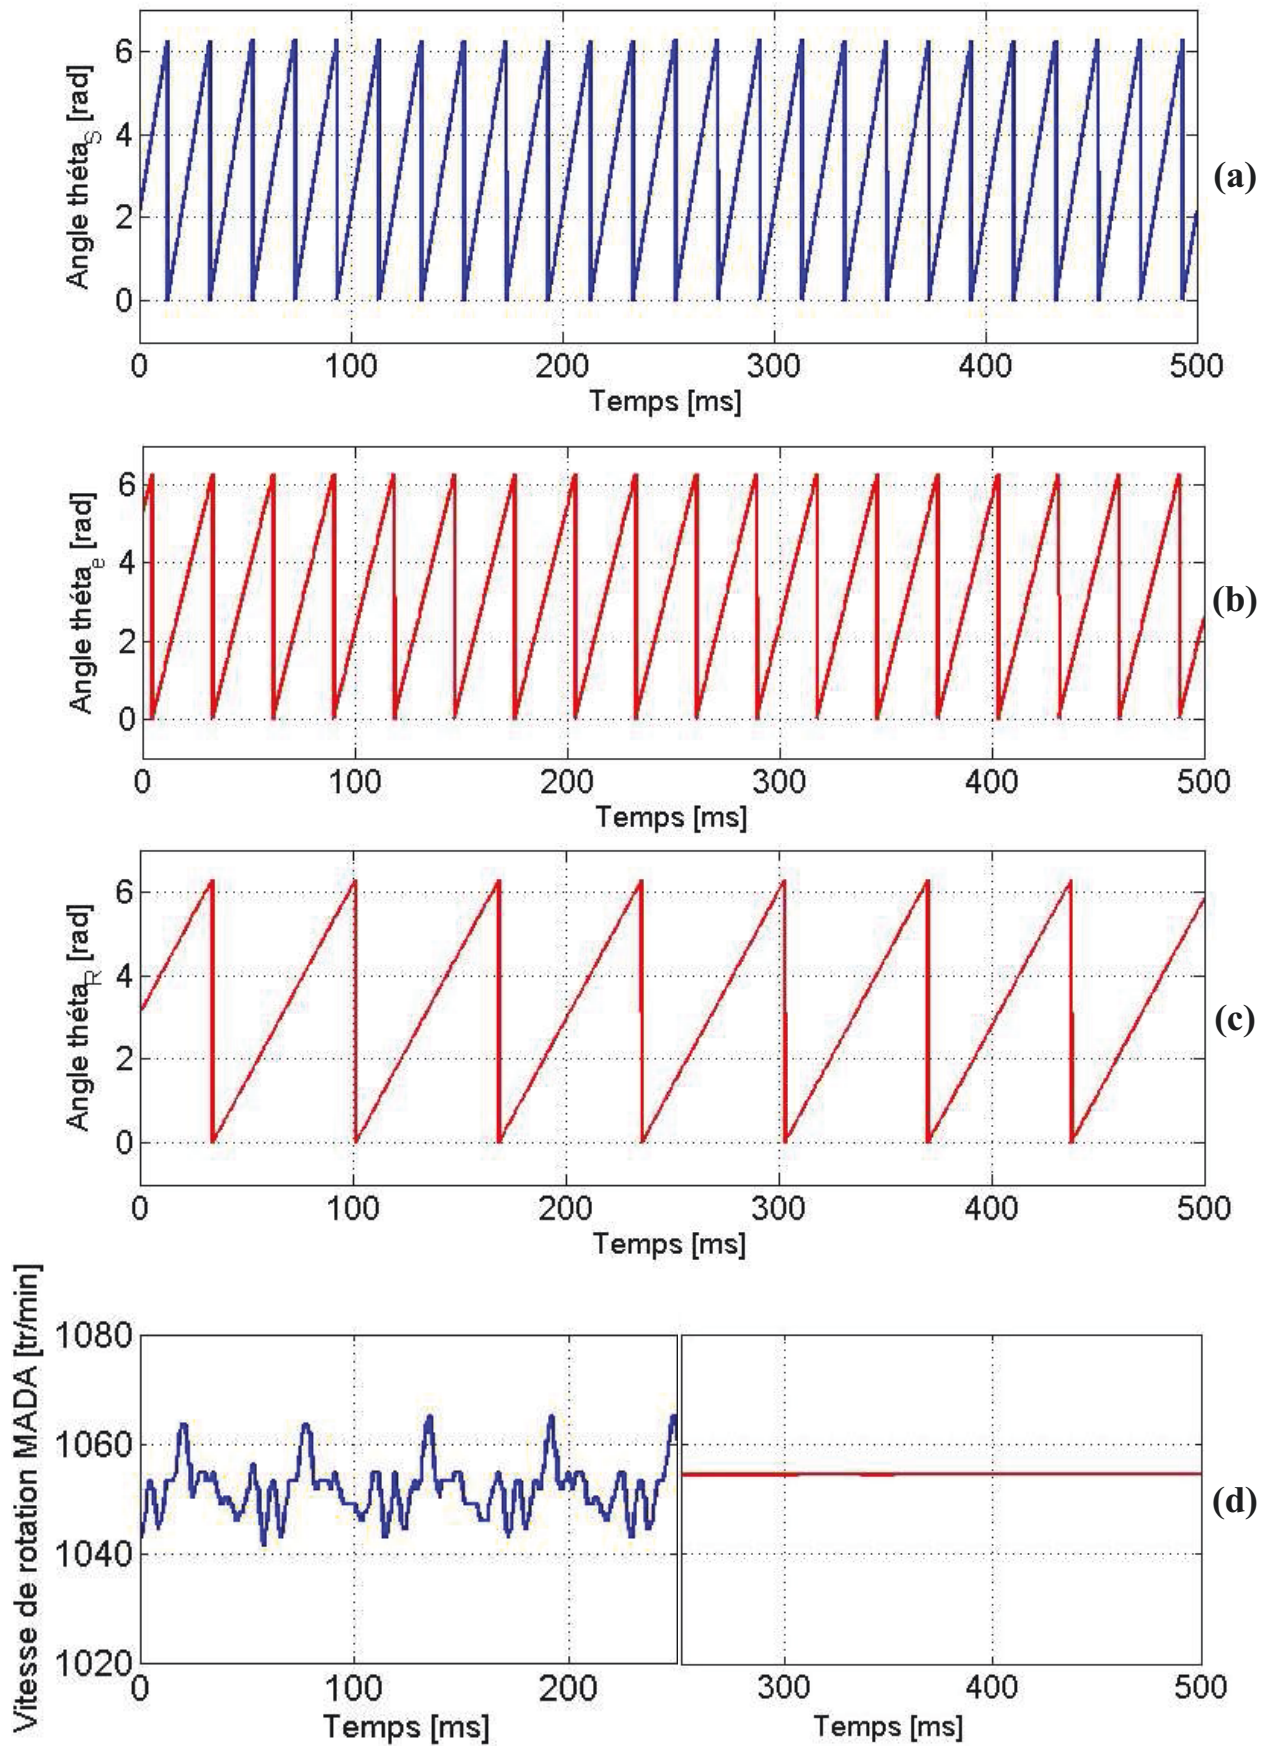 Angle théta_S [rad]
6
4
2
0
0 100 200 300 400 500
Temps [ms]
(a)
Angle théta_e [rad]
6
4
2
0
0 100 200 300 400 500
Temps [ms]
(b)
Angle théta_R [rad]
6
4
2
0
0 100 200 300 400 500
Temps [ms]
(c)
Vitesse de rotation MADA [tr/min]
1080
1060
1040
1020
0 100 200 300 400 500
Temps [ms] Temps [ms]
(d)